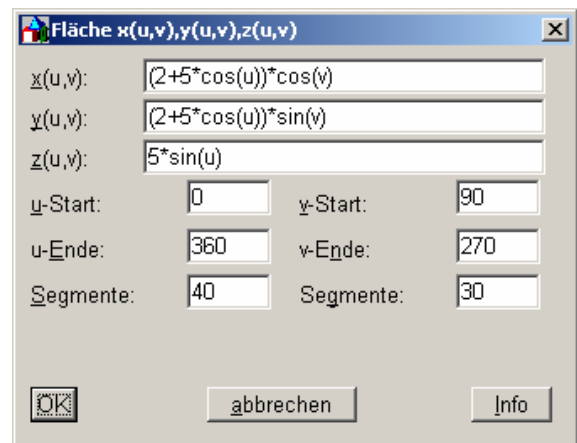 Fläche x(u,v),y(u,v),z(u,v)
x(u,v): (2+5*cos(u))*cos(v)
y(u,v): (2+5*cos(u))*sin(v)
z(u,v): 5*sin(u)
u-Start: 0 v-Start: 90
u-Ende: 360 v-Ende: 270
Segmente: 40 Segmente: 30
OK abbrechen Info